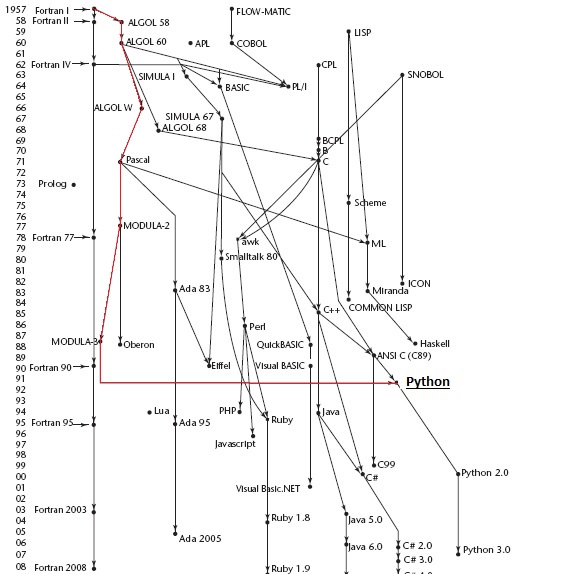 1957 Fortran I FLOW-MATIC
58 Fortran II ALGOL 58
59 LISP
60 ALGOL 60 APL COBOL
61
62 Fortran IV CPL
63 SIMULA I SNOBOL
64 BASIC PL/I
65
66 ALGOL W
67 SIMULA 67
68 ALGOL 68
69 BCPL
70 B
71 Pascal C
72
73 Prolog
74
75 Scheme
76
77 MODULA-2
78 Fortran 77 awk ML
79
80 Smalltalk 80
81
82 ICON
83 Ada 83 Miranda
84 COMMON LISP
85 C++
86 Perl
87
88 MODULA-3 Oberon QuickBASIC Haskell
89 ANSI C (C89)
90 Fortran 90 Eiffel Visual BASIC
91 Python
92
93
94 Lua PHP Java
95 Fortran 95 Ada 95 Ruby
96
97 Javascript
98
99 C99
00 C# Python 2.0
01 Visual Basic.NET
02
03 Fortran 2003 Ruby 1.8 Java 5.0
04
05 Ada 2005
06 Java 6.0 C# 2.0
07 C# 3.0 Python 3.0
08 Fortran 2008 Ruby 1.9